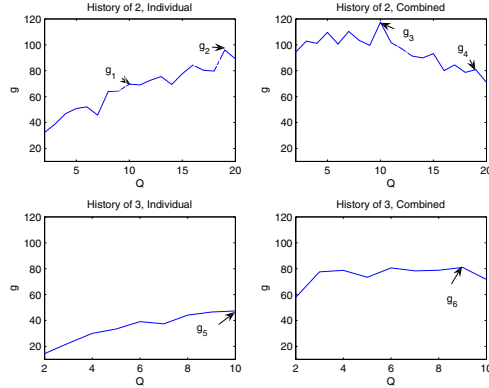 History of 2, Individual
120
100
80
60
40
20
g
g1
g2
5 10 15 20
Q
History of 2, Combined
120
100
80
60
40
20
g
g3
g4
5 10 15 20
Q
History of 3, Individual
120
100
80
60
40
20
g
g5
2 4 6 8 10
Q
History of 3, Combined
120
100
80
60
40
20
g
g6
2 4 6 8 10
Q